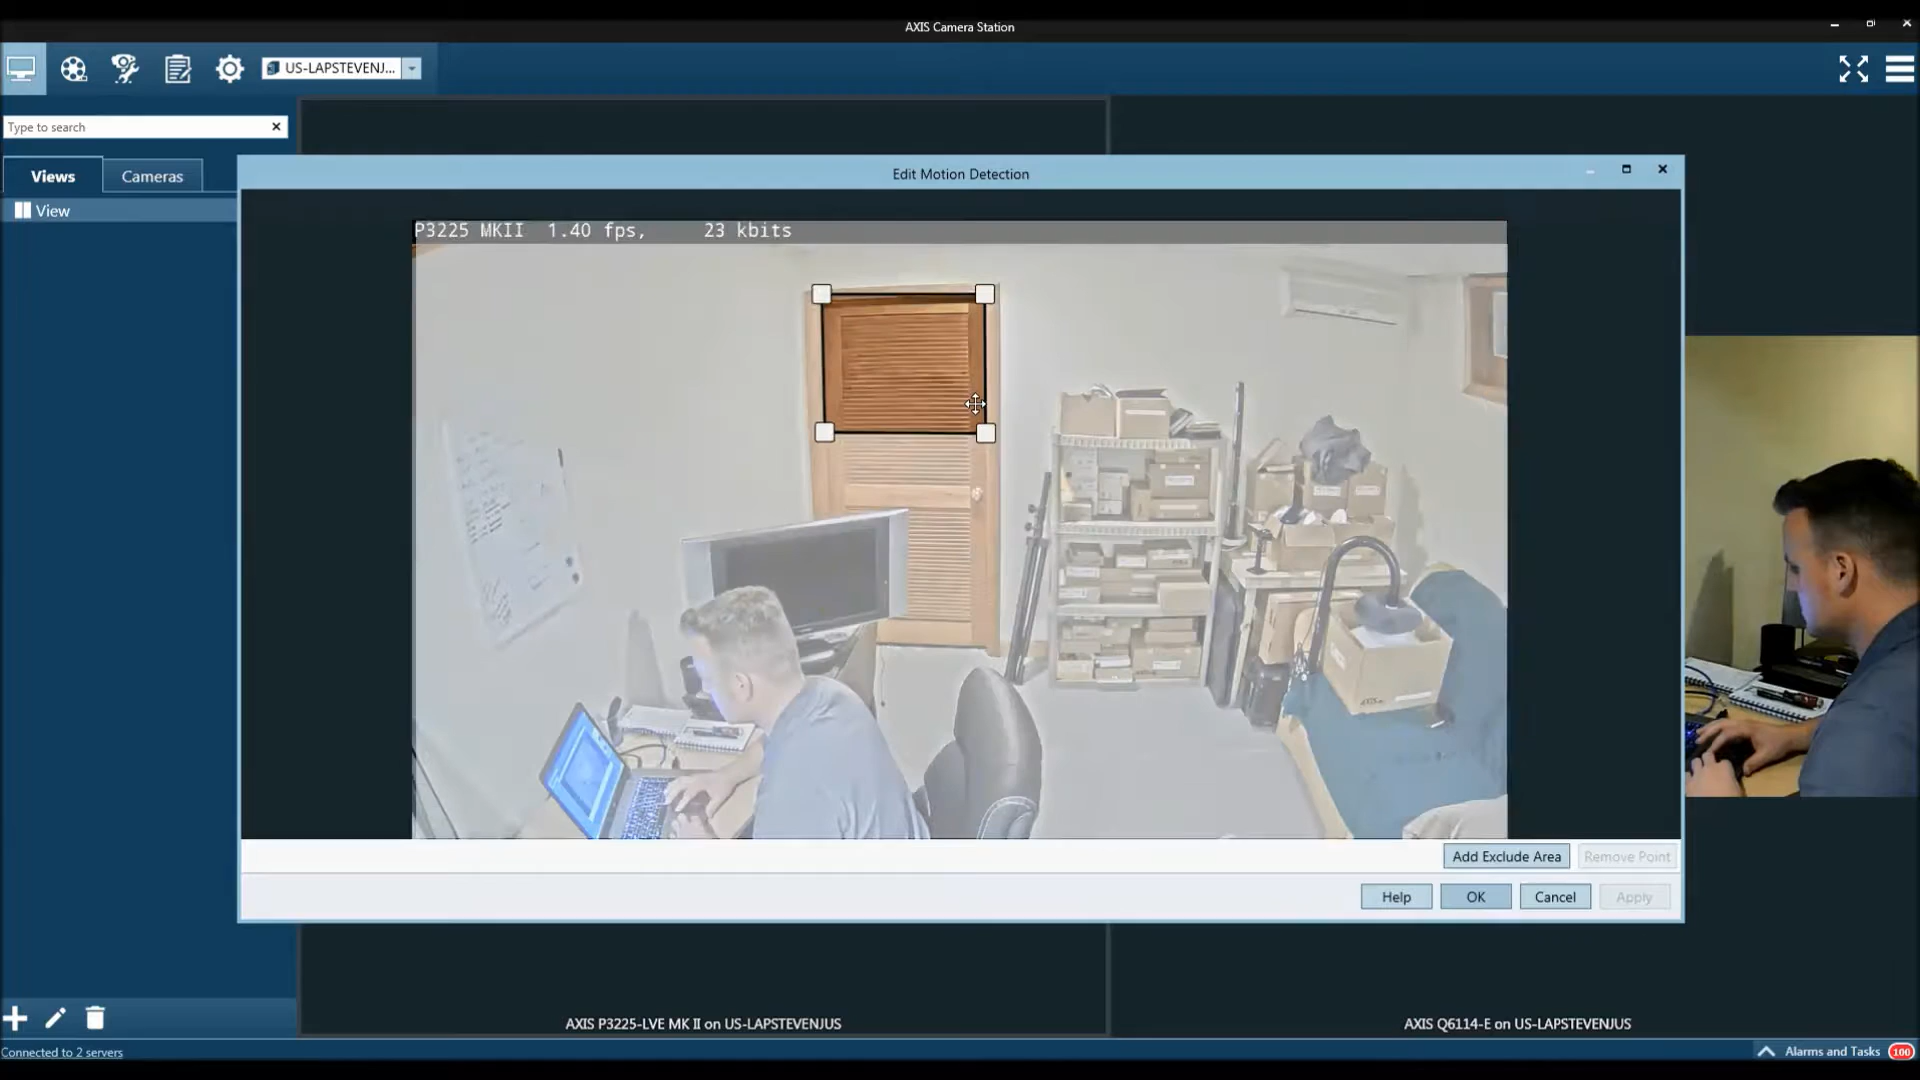 AXIS Camera Station
US-LAPSTEVENJ...
Type to search
Views
Cameras
View
Edit Motion Detection
P3225 MKII 1.40 fps, 23 kbits
Add Exclude Area
Remove Point
Help
OK
Cancel
Apply
AXIS P3225-LVE MK II on US-LAPSTEVENJUS
AXIS Q6114-E on US-LAPSTEVENJUS
Connected to 2 servers
Alarms and Tasks
100